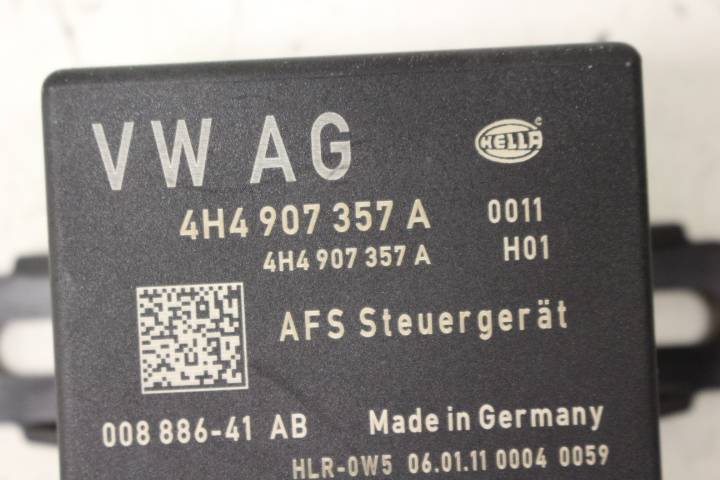 VW AG HELLA
4H4 907 357 A 0011
4H4 907 357 A H01
AFS Steuergerät
008 886-41 AB Made in Germany
HLR-0W5 06.01.11 0004 0059